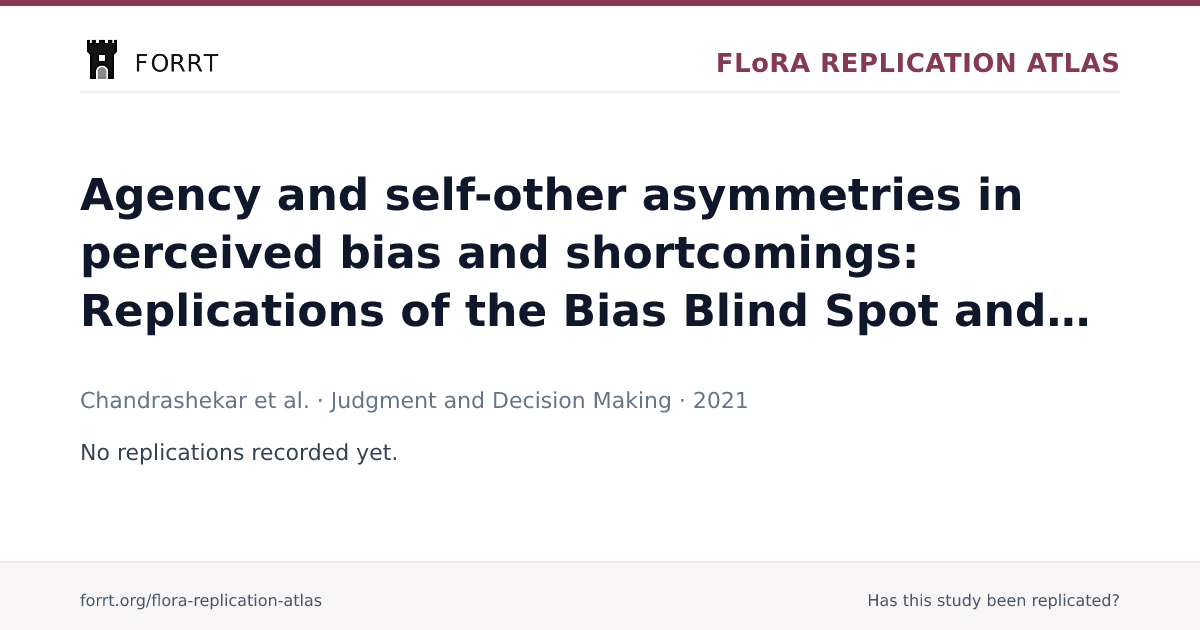 FORRT
FLoRA REPLICATION ATLAS
Agency and self-other asymmetries in
perceived bias and shortcomings:
Replications of the Bias Blind Spot and…
Chandrashekar et al. · Judgment and Decision Making · 2021
No replications recorded yet.
forrt.org/flora-replication-atlas
Has this study been replicated?